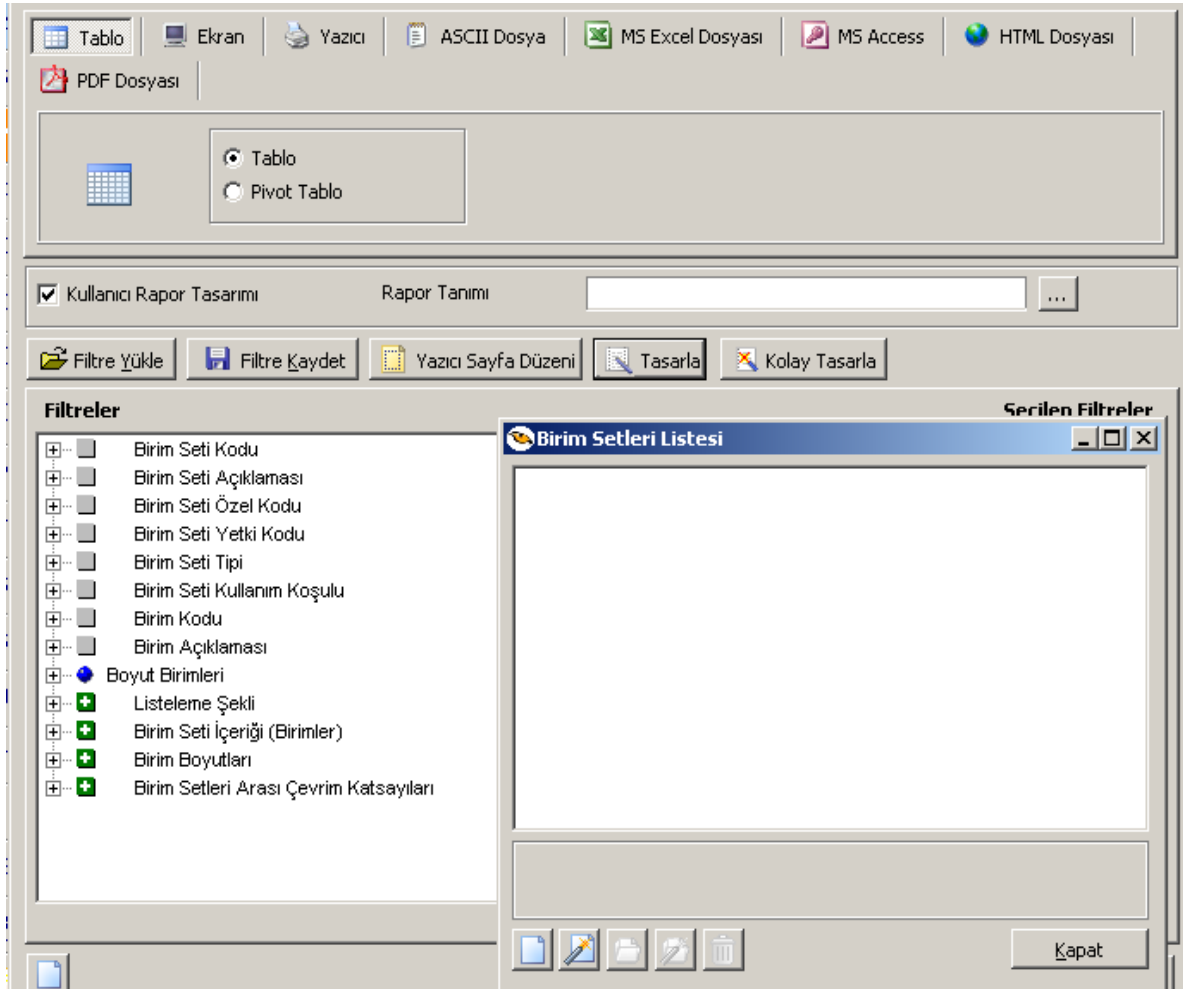 Tablo Ekran Yazıcı ASCII Dosya MS Excel Dosyası MS Access HTML Dosyası
PDF Dosyası
Tablo
Pivot Tablo
Kullanıcı Rapor Tasarımı Rapor Tanımı ...
Filtre Yükle Filtre Kaydet Yazıcı Sayfa Düzeni Tasarla Kolay Tasarla
Filtreler Seçilen Filtreler
Birim Setleri Listesi
Birim Seti Kodu
Birim Seti Açıklaması
Birim Seti Özel Kodu
Birim Seti Yetki Kodu
Birim Seti Tipi
Birim Seti Kullanım Koşulu
Birim Kodu
Birim Açıklaması
Boyut Birimleri
Listeleme Şekli
Birim Seti İçeriği (Birimler)
Birim Boyutları
Birim Setleri Arası Çevrim Katsayıları
Kapat